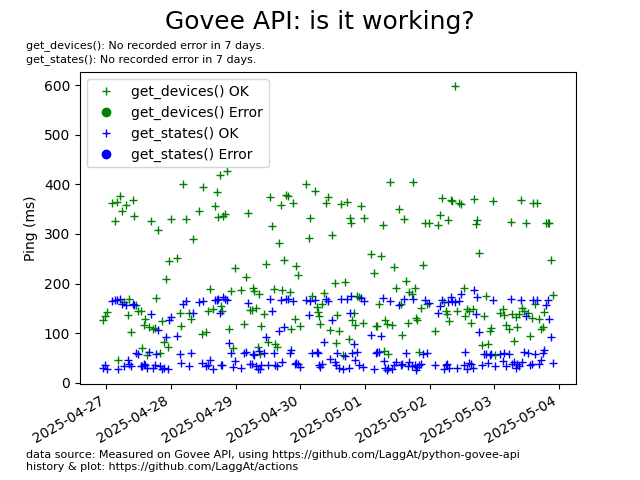 Govee API: is it working?
get_devices(): No recorded error in 7 days.
get_states(): No recorded error in 7 days.
600
500
400
300
200
100
0
Ping (ms)
get_devices() OK
get_devices() Error
get_states() OK
get_states() Error
2025-04-27
2025-04-28
2025-04-29
2025-04-30
2025-05-01
2025-05-02
2025-05-03
2025-05-04
data source: Measured on Govee API, using https://github.com/LaggAt/python-govee-api
history & plot: https://github.com/LaggAt/actions